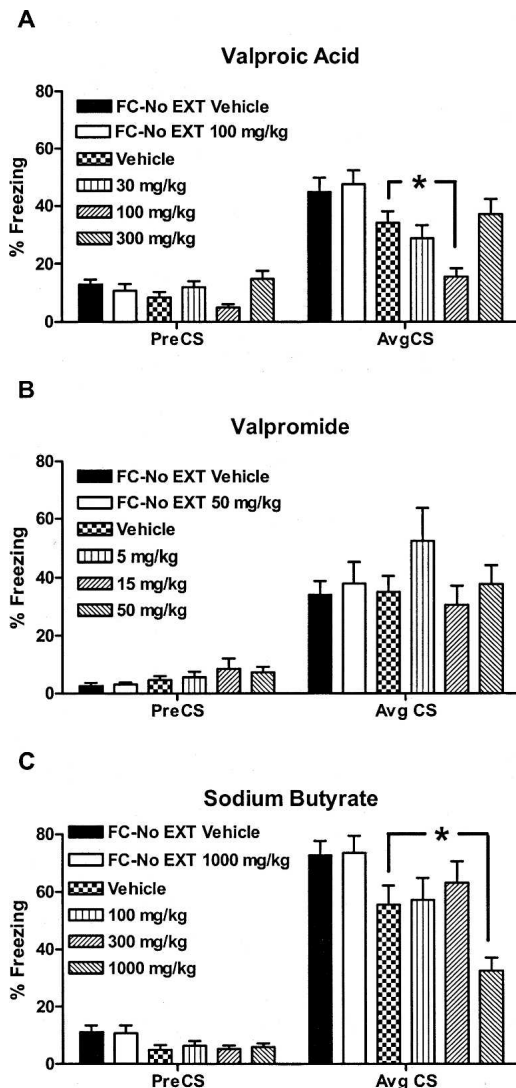 A
Valproic Acid
80
60
40
20
0
% Freezing
FC-No EXT Vehicle
FC-No EXT 100 mg/kg
Vehicle
30 mg/kg
100 mg/kg
300 mg/kg
*
PreCS
AvgCS
B
Valpromide
80
60
40
20
0
% Freezing
FC-No EXT Vehicle
FC-No EXT 50 mg/kg
Vehicle
5 mg/kg
15 mg/kg
50 mg/kg
PreCS
Avg CS
C
Sodium Butyrate
80
60
40
20
0
% Freezing
FC-No EXT Vehicle
FC-No EXT 1000 mg/kg
Vehicle
100 mg/kg
300 mg/kg
1000 mg/kg
*
PreCS
Avg CS